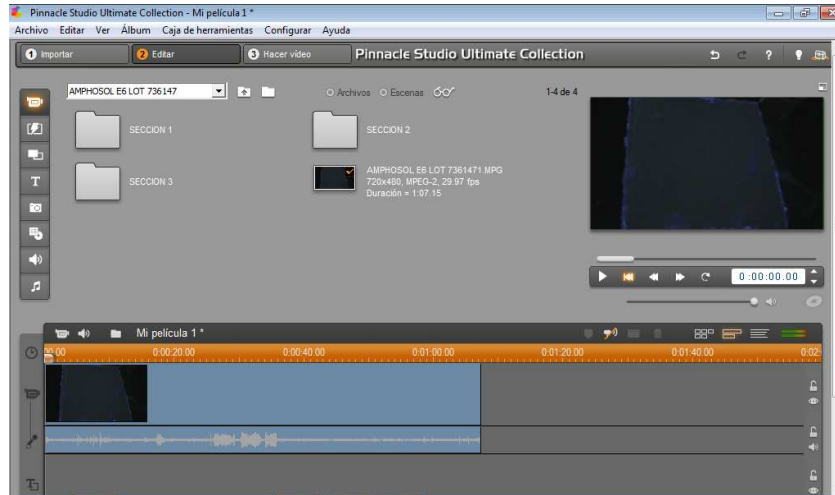 Pinnacle Studio Ultimate Collection - Mi película 1 *
Archivo Editar Ver Álbum Caja de herramientas Configurar Ayuda
1 Importar 2 Editar 3 Hacer vídeo Pinnacle Studio Ultimate Collection ?
AMPHOSOL E6 LOT 736147 Archivos Escenas 1-4 de 4
SECCION 1 SECCION 2
SECCION 3 AMPHOSOL E6 LOT 7361471.MPG
720x480, MPEG-2, 29.97 fps
Duración = 1:07.15
T
0:00:00.00
Mi película 1 *
0:00:20.00 0:00:40.00 0:01:00.00 0:01:20.00 0:01:40.00 0:02